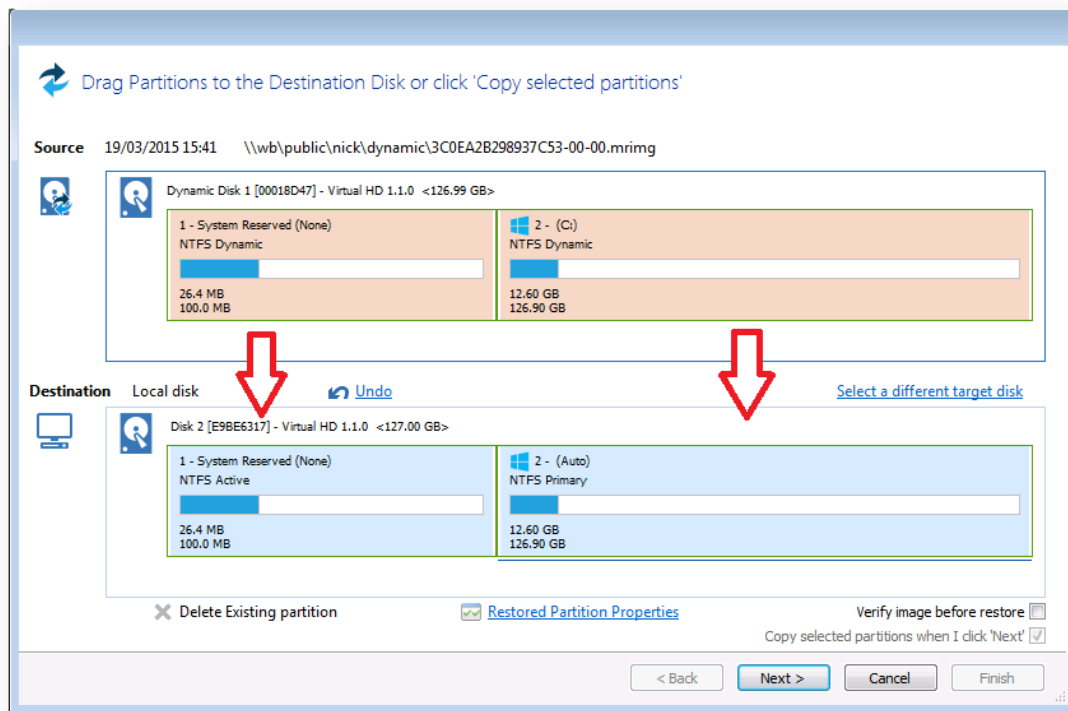 Drag Partitions to the Destination Disk or click 'Copy selected partitions'
Source 19/03/2015 15:41 \\wb\public\nick\dynamic\3C0EA2B298937C53-00-00.mrimg
Dynamic Disk 1 [00018D47] - Virtual HD 1.1.0 <126.99 GB>
1 - System Reserved (None)
NTFS Dynamic
26.4 MB
100.0 MB
2 - (C:)
NTFS Dynamic
12.60 GB
126.90 GB
Destination Local disk Undo Select a different target disk
Disk 2 [E9BE6317] - Virtual HD 1.1.0 <127.00 GB>
1 - System Reserved (None)
NTFS Active
26.4 MB
100.0 MB
2 - (Auto)
NTFS Primary
12.60 GB
126.90 GB
Delete Existing partition Restored Partition Properties Verify image before restore
Copy selected partitions when I click 'Next'
< Back Next > Cancel Finish